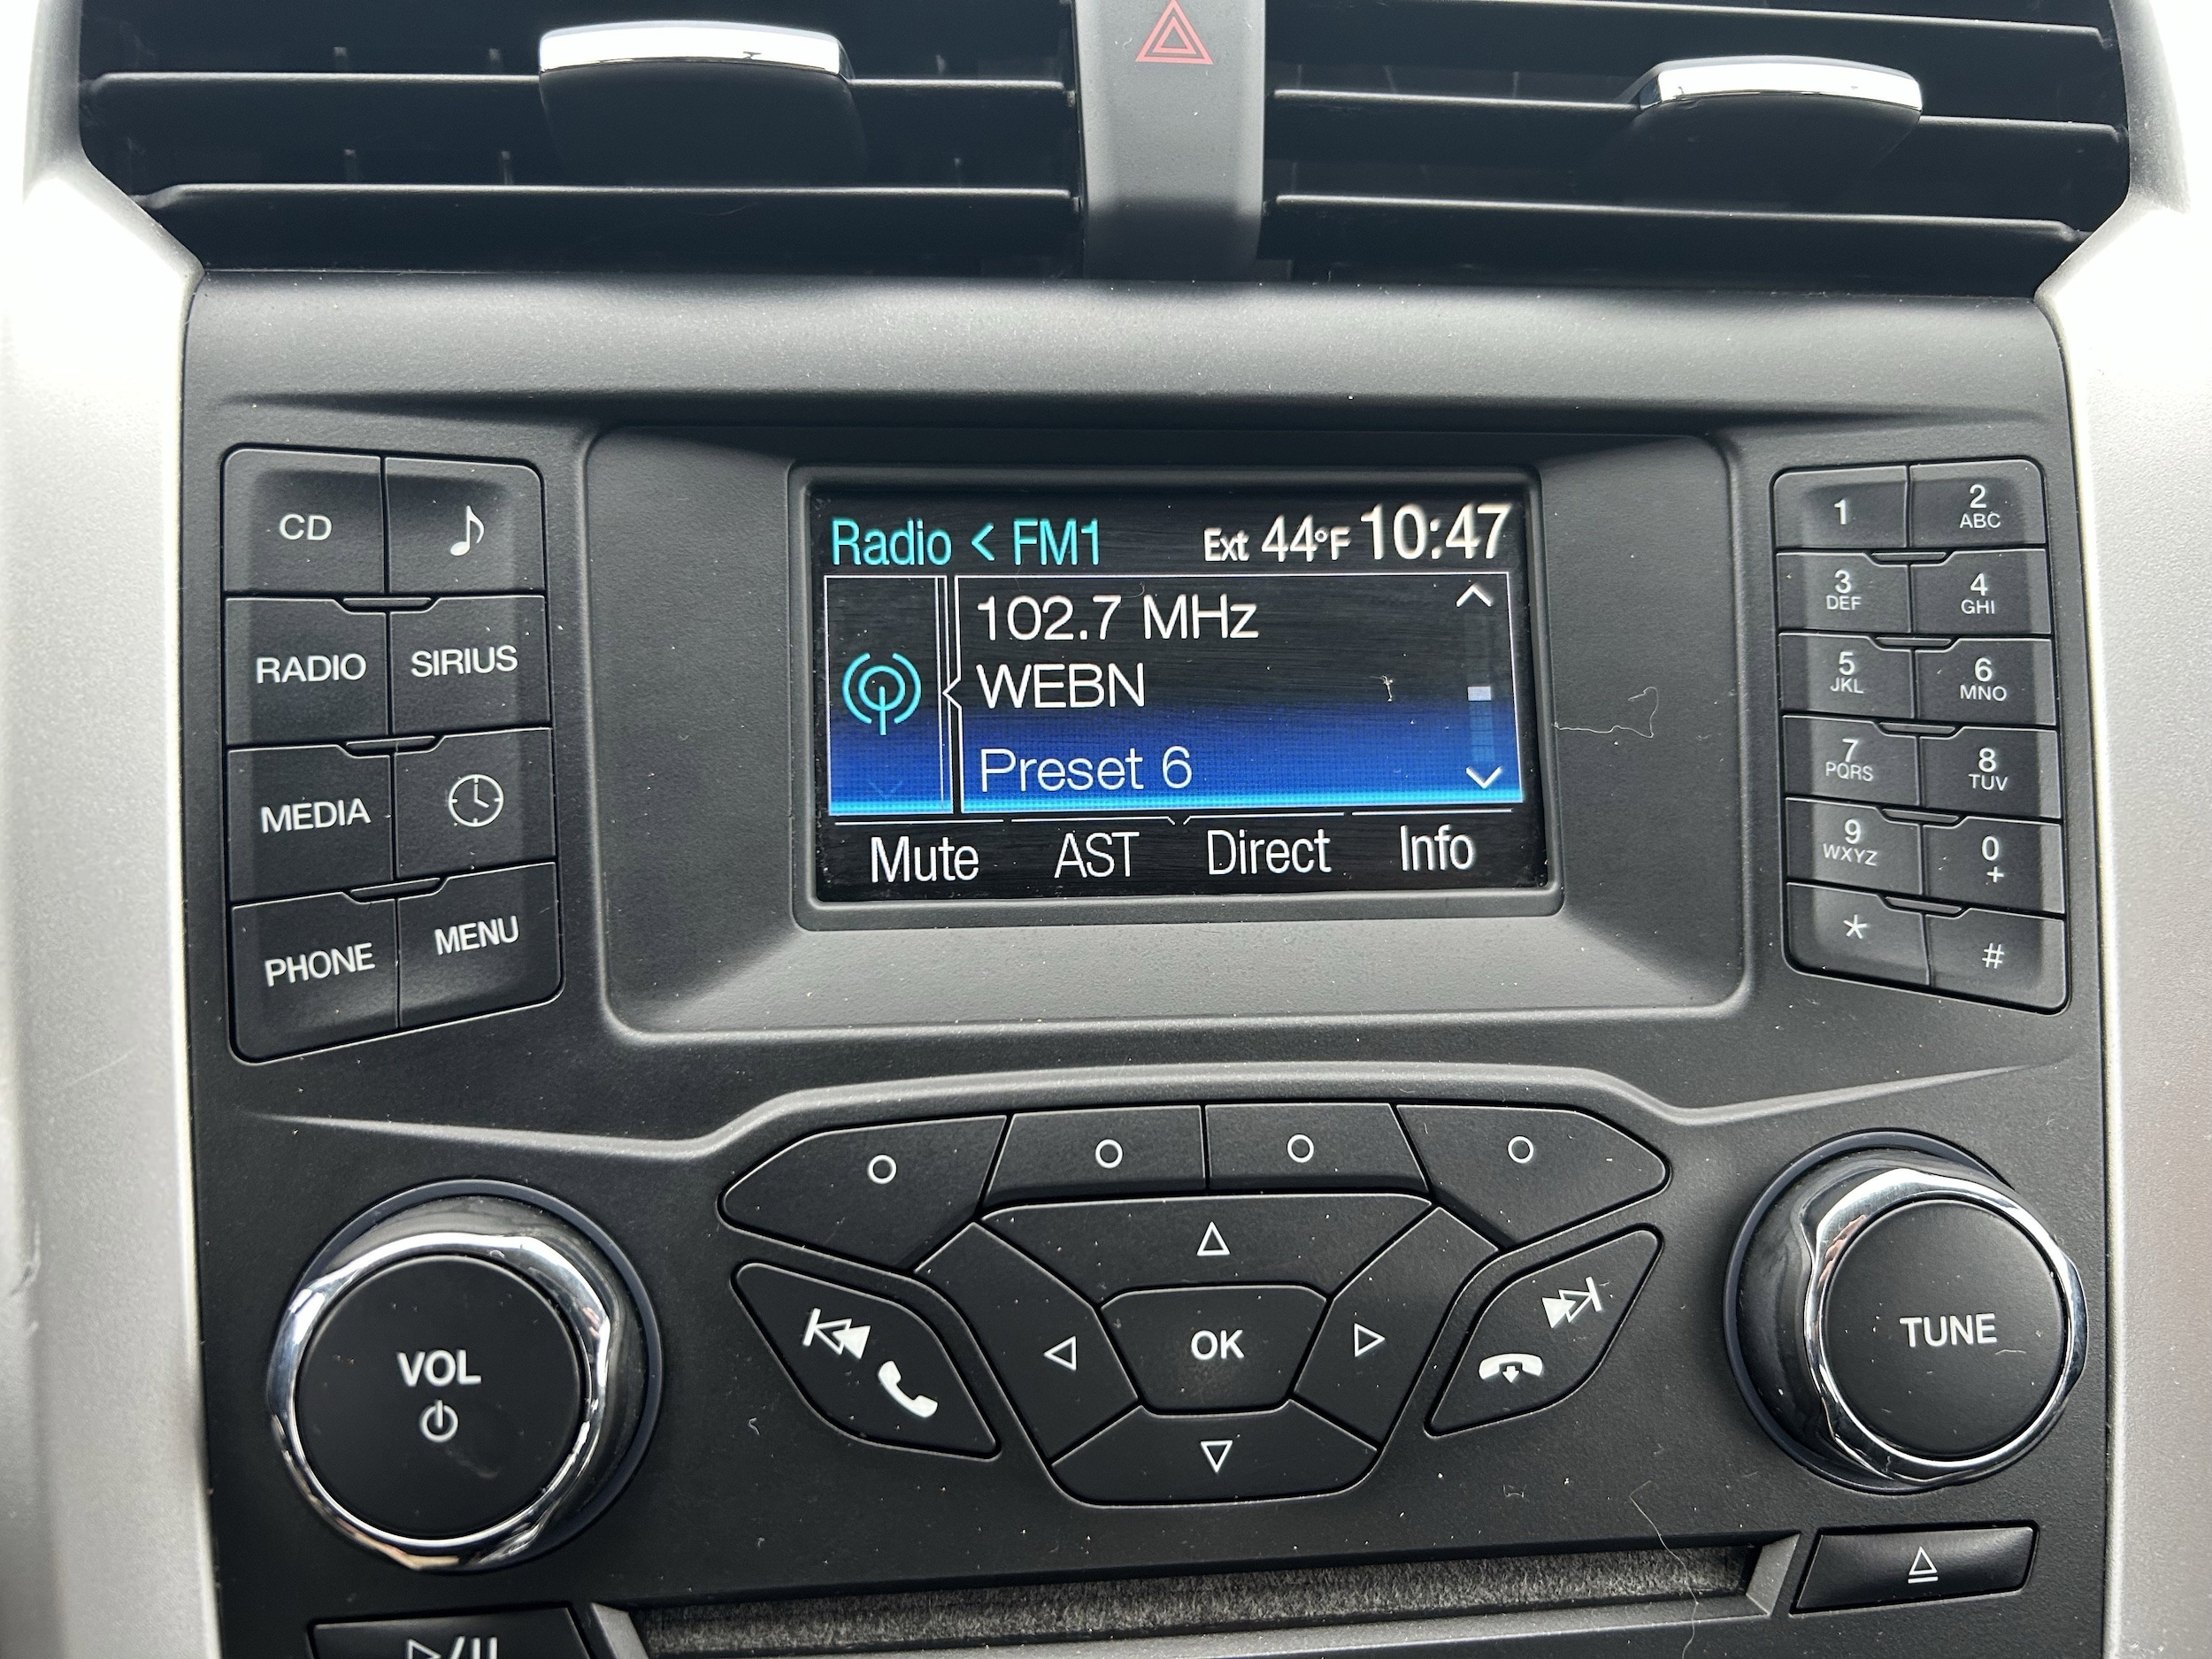 Radio < FM1 Ext 44°F 10:47
102.7 MHz
WEBN
Preset 6
Mute AST Direct Info
CD
RADIO SIRIUS
MEDIA
PHONE MENU
1 2 ABC
3 DEF 4 GHI
5 JKL 6 MNO
7 PQRS 8 TUV
9 WXYZ 0 +
* #
VOL
OK
TUNE